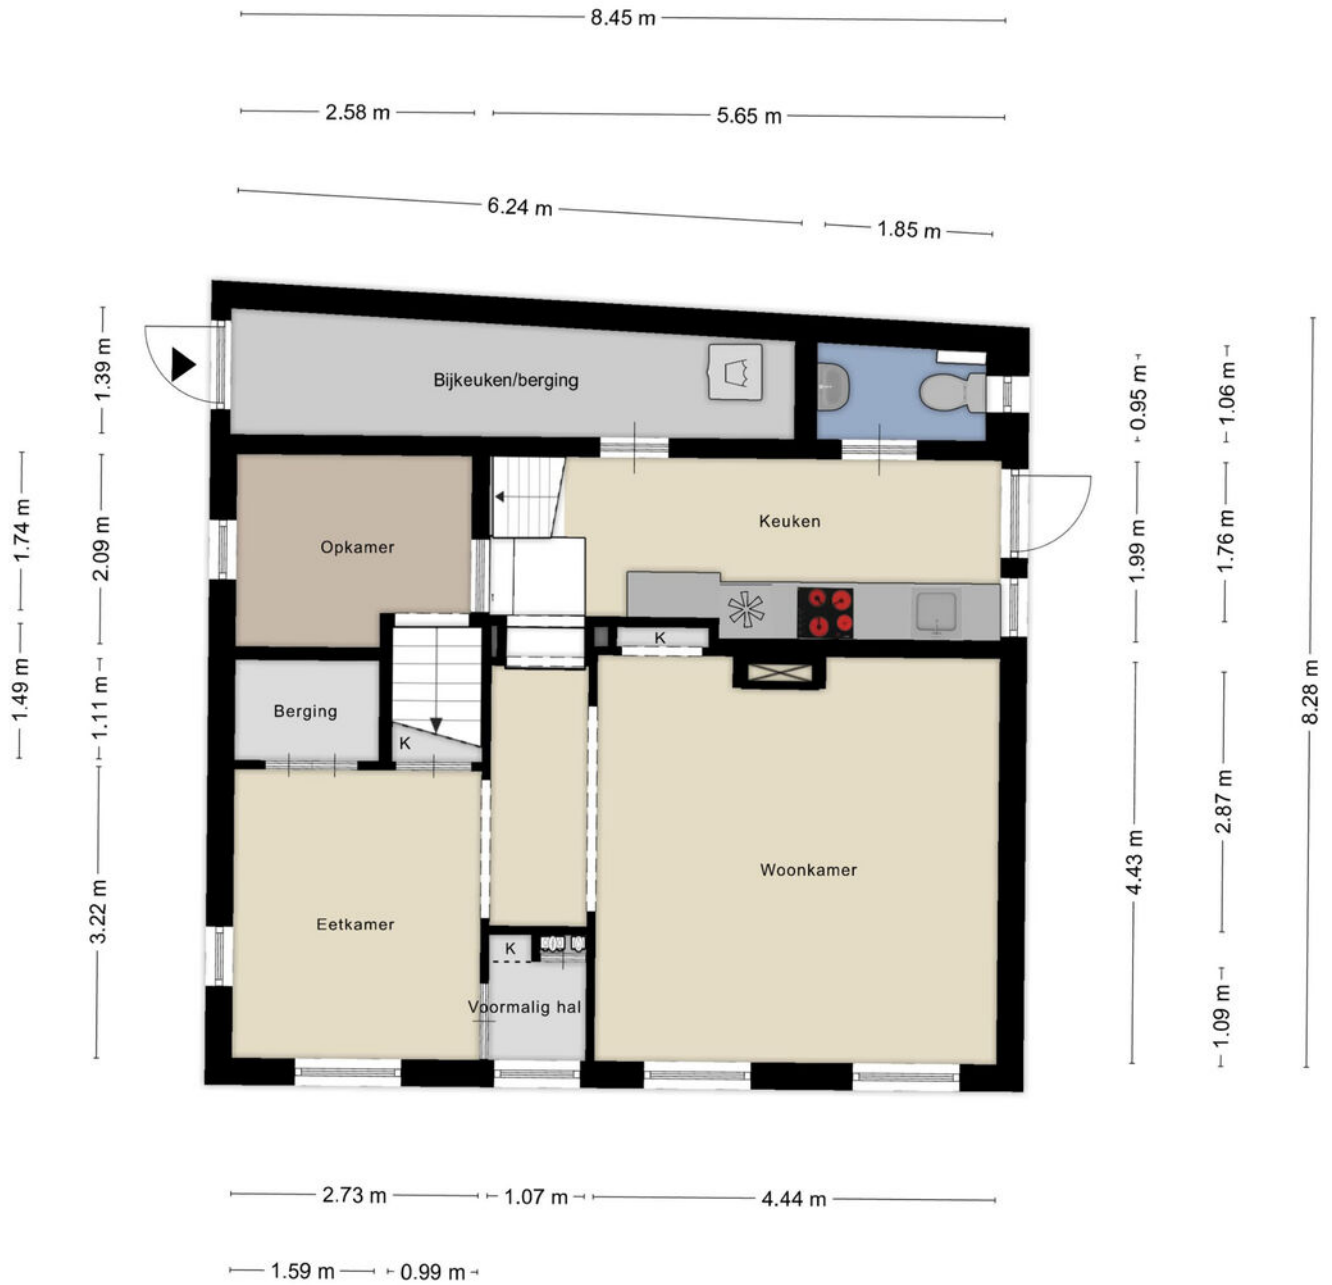 8.45 m
2.58 m
5.65 m
6.24 m
1.85 m
1.39 m
0.95 m
1.06 m
Bijkeuken/berging
1.74 m
2.09 m
Opkamer
Keuken
1.99 m
1.76 m
K
1.49 m
1.11 m
Berging
K
8.28 m
2.87 m
4.43 m
Woonkamer
3.22 m
Eetkamer
K
Voormalig hal
1.09 m
2.73 m
1.07 m
4.44 m
1.59 m
0.99 m